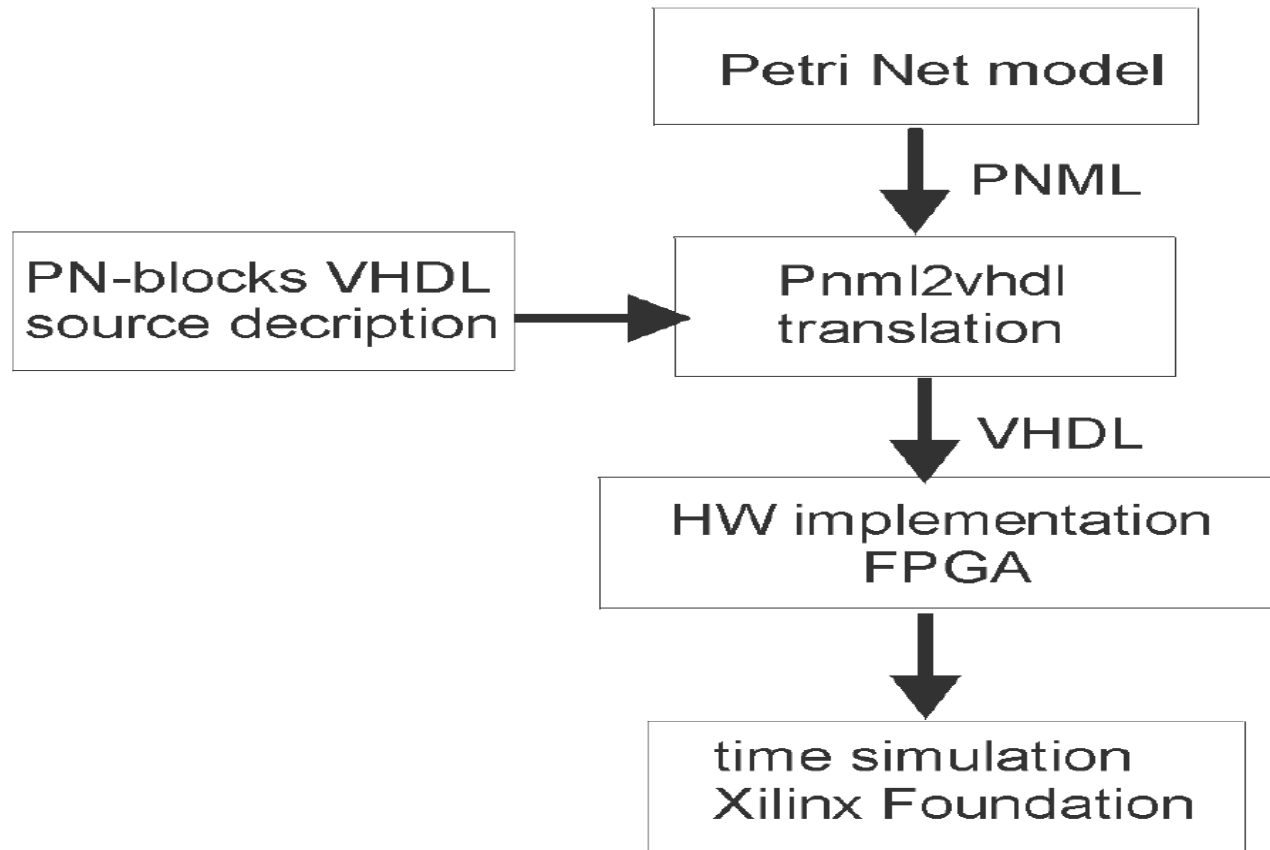 Petri Net model
PNML
PN-blocks VHDL
source decription
Pnml2vhdl
translation
VHDL
HW implementation
FPGA
time simulation
Xilinx Foundation